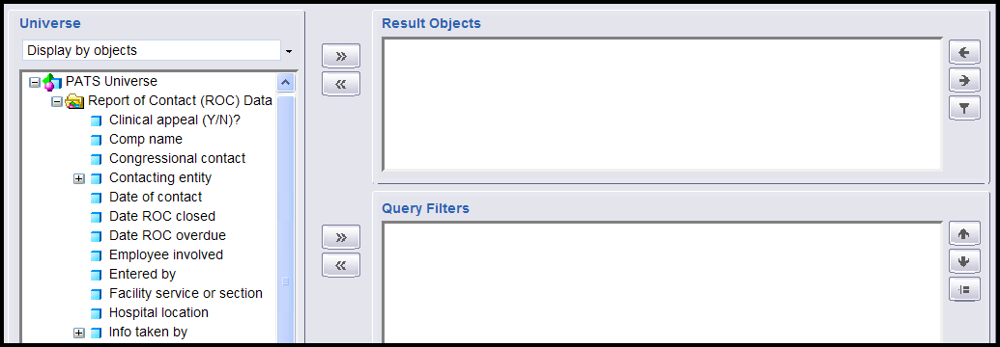 Universe
Display by objects
PATS Universe
Report of Contact (ROC) Data
Clinical appeal (Y/N)?
Comp name
Congressional contact
Contacting entity
Date of contact
Date ROC closed
Date ROC overdue
Employee involved
Entered by
Facility service or section
Hospital location
Info taken by
Result Objects
Query Filters